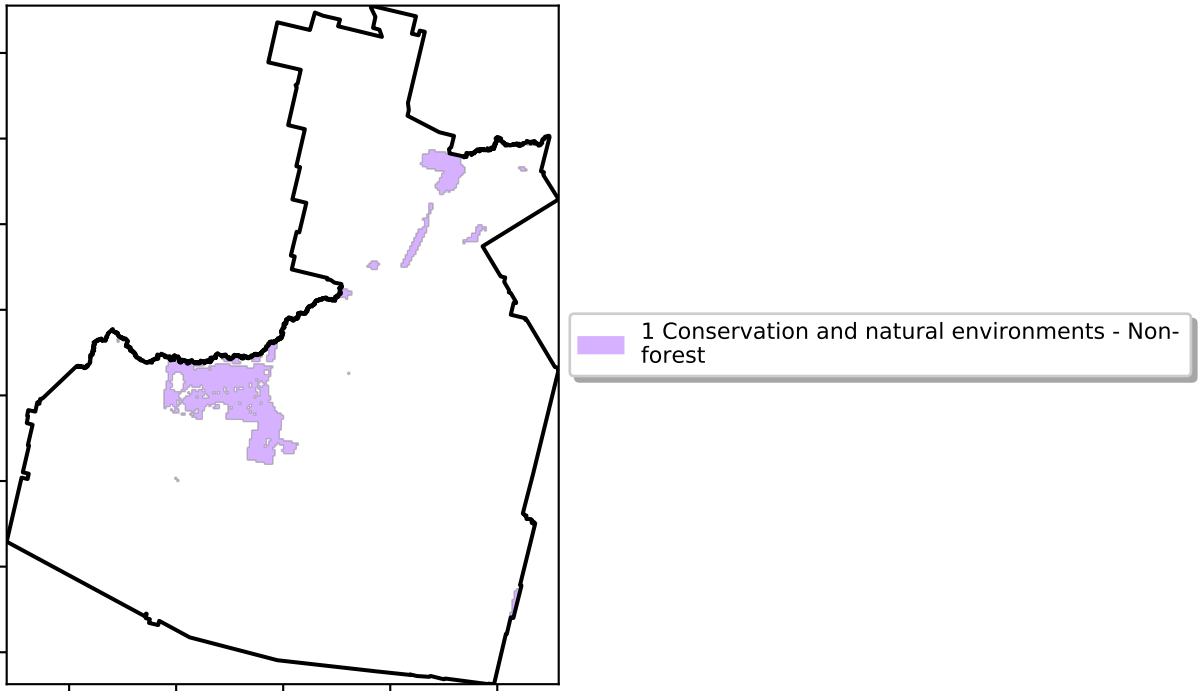 1 Conservation and natural environments - Non-
forest